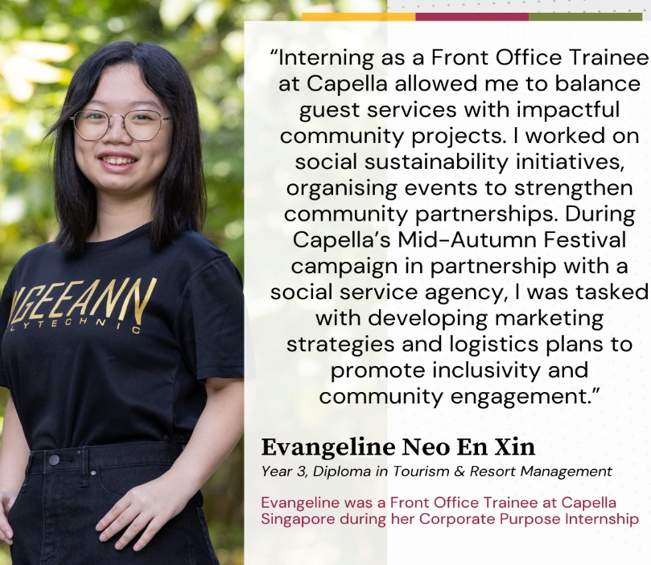 NGEEANN
LYTECHNIC
“Interning as a Front Office Trainee
at Capella allowed me to balance
guest services with impactful
community projects. I worked on
social sustainability initiatives,
organising events to strengthen
community partnerships. During
Capella’s Mid-Autumn Festival
campaign in partnership with a
social service agency, I was tasked
with developing marketing
strategies and logistics plans to
promote inclusivity and
community engagement.”
Evangeline Neo En Xin
Year 3, Diploma in Tourism & Resort Management
Evangeline was a Front Office Trainee at Capella
Singapore during her Corporate Purpose Internship